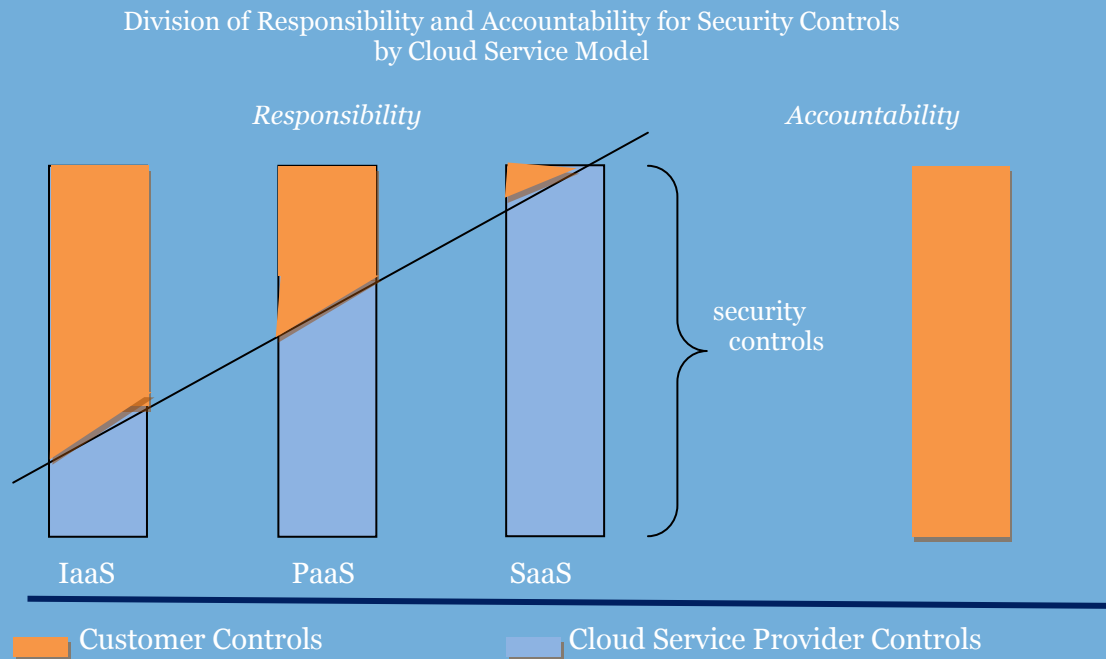 Division of Responsibility and Accountability for Security Controls
by Cloud Service Model
Responsibility
Accountability
security
controls
IaaS
PaaS
SaaS
Customer Controls
Cloud Service Provider Controls